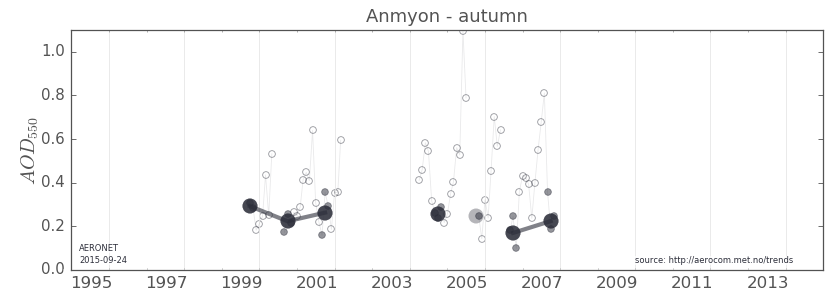 Anmyon - autumn
1.0
0.8
0.6
0.4
0.2
0.0
AOD550
AERONET
2015-09-24
source: http://aerocom.met.no/trends
1995 1997 1999 2001 2003 2005 2007 2009 2011 2013